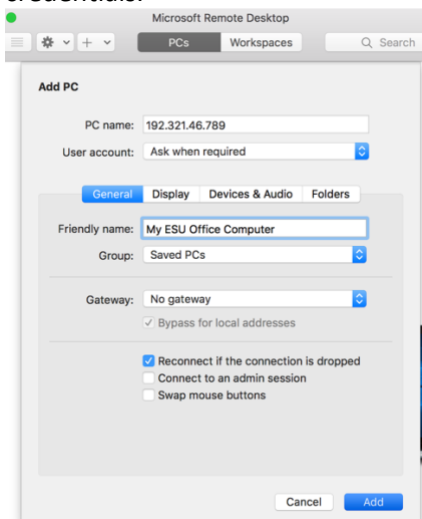 credentials.
Microsoft Remote Desktop
PCs Workspaces Search
Add PC
PC name: 192.321.46.789
User account: Ask when required
General Display Devices & Audio Folders
Friendly name: My ESU Office Computer
Group: Saved PCs
Gateway: No gateway
Bypass for local addresses
Reconnect if the connection is dropped
Connect to an admin session
Swap mouse buttons
Cancel Add